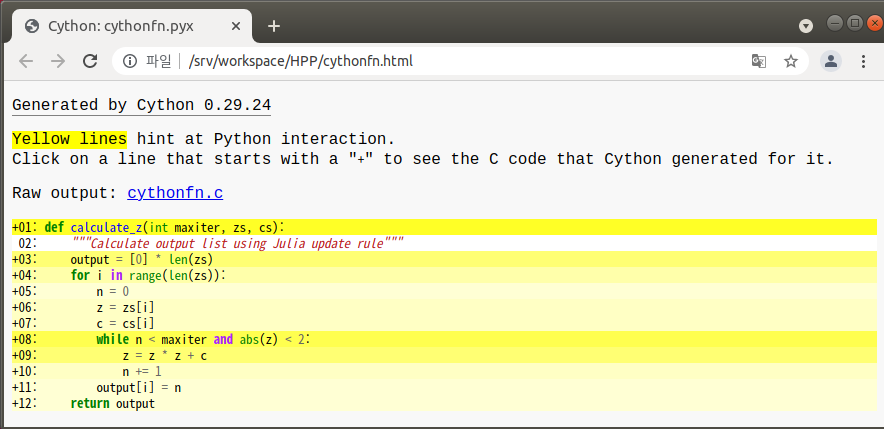 Cython: cythonfn.pyx
파일 /srv/workspace/HPP/cythonfn.html
Generated by Cython 0.29.24
Yellow lines hint at Python interaction.
Click on a line that starts with a "+" to see the C code that Cython generated for it.
Raw output: cythonfn.c
+01: def calculate_z(int maxiter, zs, cs):
 02:     """Calculate output list using Julia update rule"""
+03:     output = [0] * len(zs)
+04:     for i in range(len(zs)):
+05:         n = 0
+06:         z = zs[i]
+07:         c = cs[i]
+08:         while n < maxiter and abs(z) < 2:
+09:             z = z * z + c
+10:             n += 1
+11:         output[i] = n
+12:     return output